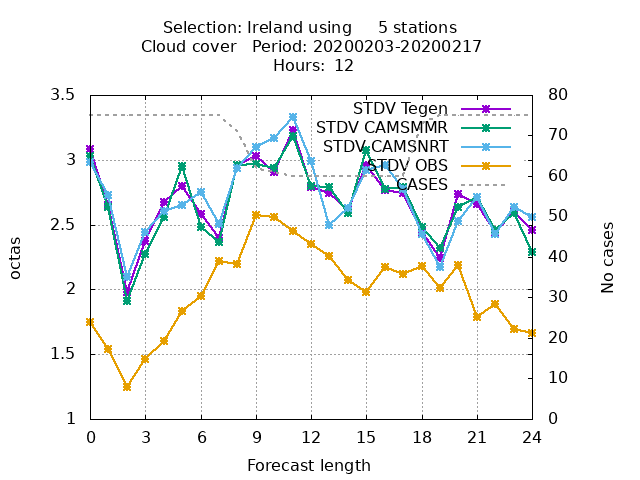 Selection: Ireland using     5 stations
Cloud cover   Period: 20200203-20200217
Hours: 12
3.5
3
2.5
2
1.5
1
octas
80
70
60
50
40
30
20
10
0
No cases
STDV Tegen
STDV CAMSMMR
STDV CAMSNRT
STDV OBS
CASES
0 3 6 9 12 15 18 21 24
Forecast length